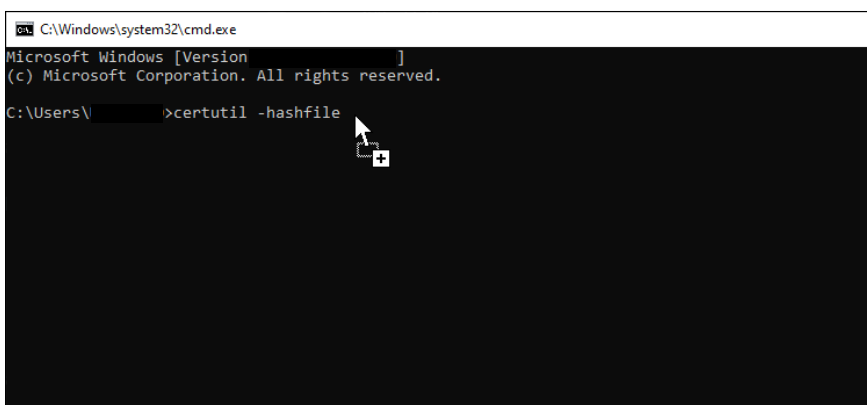 C:\Windows\system32\cmd.exe
Microsoft Windows [Version ]
(c) Microsoft Corporation. All rights reserved.
C:\Users\ >certutil -hashfile